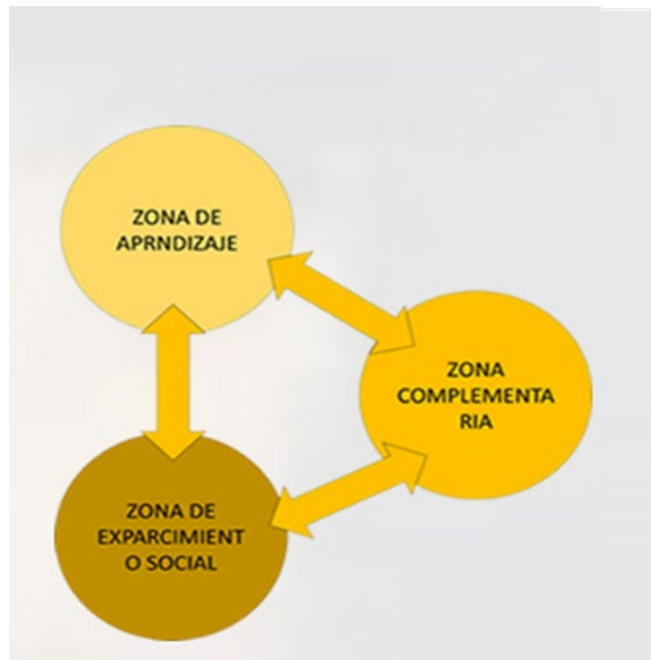 ZONA DE
APRNDIZAJE
ZONA
COMPLEMENTA
RIA
ZONA DE
EXPARCIMIENT
O SOCIAL